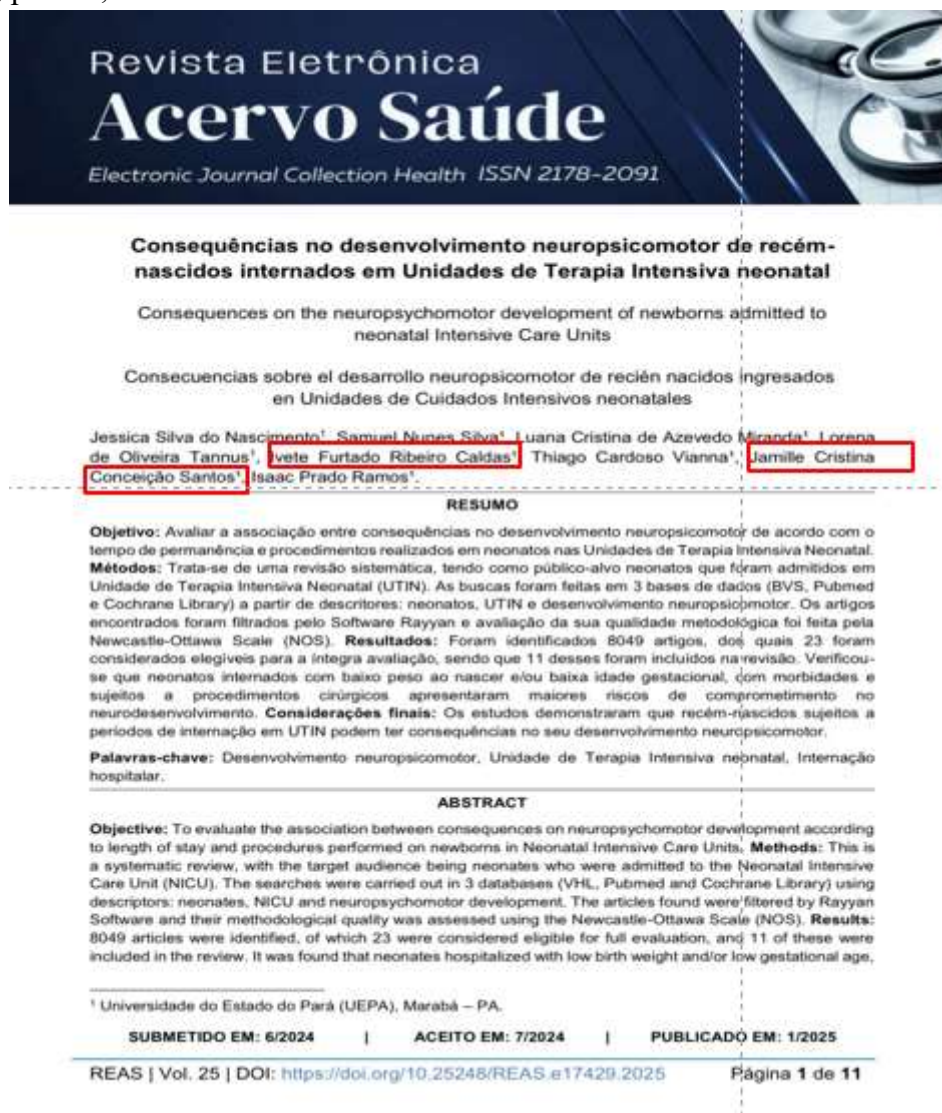 Revista Eletrônica
Acervo Saúde
Electronic Journal Collection Health ISSN 2178-2091
Consequências no desenvolvimento neuropsicomotor de recém-
nascidos internados em Unidades de Terapia Intensiva neonatal
Consequences on the neuropsychomotor development of newborns admitted to
neonatal Intensive Care Units
Consecuencias sobre el desarrollo neuropsicomotor de recién nacidos ingresados
en Unidades de Cuidados Intensivos neonatales
Jessica Silva do Nascimento¹, Samuel Nunes Silva¹, Luana Cristina de Azevedo Miranda¹, Lorena
de Oliveira Tannus¹, Ivete Furtado Ribeiro Caldas¹, Thiago Cardoso Vianna¹, Jamille Cristina
Conceição Santos¹, Isaac Prado Ramos¹.
RESUMO
Objetivo: Avaliar a associação entre consequências no desenvolvimento neuropsicomotor de acordo com o
tempo de permanência e procedimentos realizados em neonatos nas Unidades de Terapia Intensiva Neonatal.
Métodos: Trata-se de uma revisão sistemática, tendo como público-alvo neonatos que foram admitidos em
Unidade de Terapia Intensiva Neonatal (UTIN). As buscas foram feitas em 3 bases de dados (BVS, Pubmed
e Cochrane Library) a partir de descritores: neonatos, UTIN e desenvolvimento neuropsicomotor. Os artigos
encontrados foram filtrados pelo Software Rayyan e avaliação da sua qualidade metodológica foi feita pela
Newcastle-Ottawa Scale (NOS). Resultados: Foram identificados 8049 artigos, dos quais 23 foram
considerados elegíveis para a íntegra avaliação, sendo que 11 desses foram incluídos na revisão. Verificou-
se que neonatos internados com baixo peso ao nascer e/ou baixa idade gestacional, com morbidades e
sujeitos a procedimentos cirúrgicos apresentaram maiores riscos de comprometimento no
neurodesenvolvimento. Considerações finais: Os estudos demonstraram que recém-nascidos sujeitos a
períodos de internação em UTIN podem ter consequências no seu desenvolvimento neuropsicomotor.
Palavras-chave: Desenvolvimento neuropsicomotor, Unidade de Terapia Intensiva neonatal, Internação
hospitalar.
ABSTRACT
Objective: To evaluate the association between consequences on neuropsychomotor development according
to length of stay and procedures performed on newborns in Neonatal Intensive Care Units. Methods: This is
a systematic review, with the target audience being neonates who were admitted to the Neonatal Intensive
Care Unit (NICU). The searches were carried out in 3 databases (VHL, Pubmed and Cochrane Library) using
descriptors: neonates, NICU and neuropsychomotor development. The articles found were filtered by Rayyan
Software and their methodological quality was assessed using the Newcastle-Ottawa Scale (NOS). Results:
8049 articles were identified, of which 23 were considered eligible for full evaluation, and 11 of these were
included in the review. It was found that neonates hospitalized with low birth weight and/or low gestational age,
¹ Universidade do Estado do Pará (UEPA), Marabá – PA.
SUBMETIDO EM: 6/2024 | ACEITO EM: 7/2024 | PUBLICADO EM: 1/2025
REAS | Vol. 25 | DOI: https://doi.org/10.25248/REAS.e17429.2025 Página 1 de 11